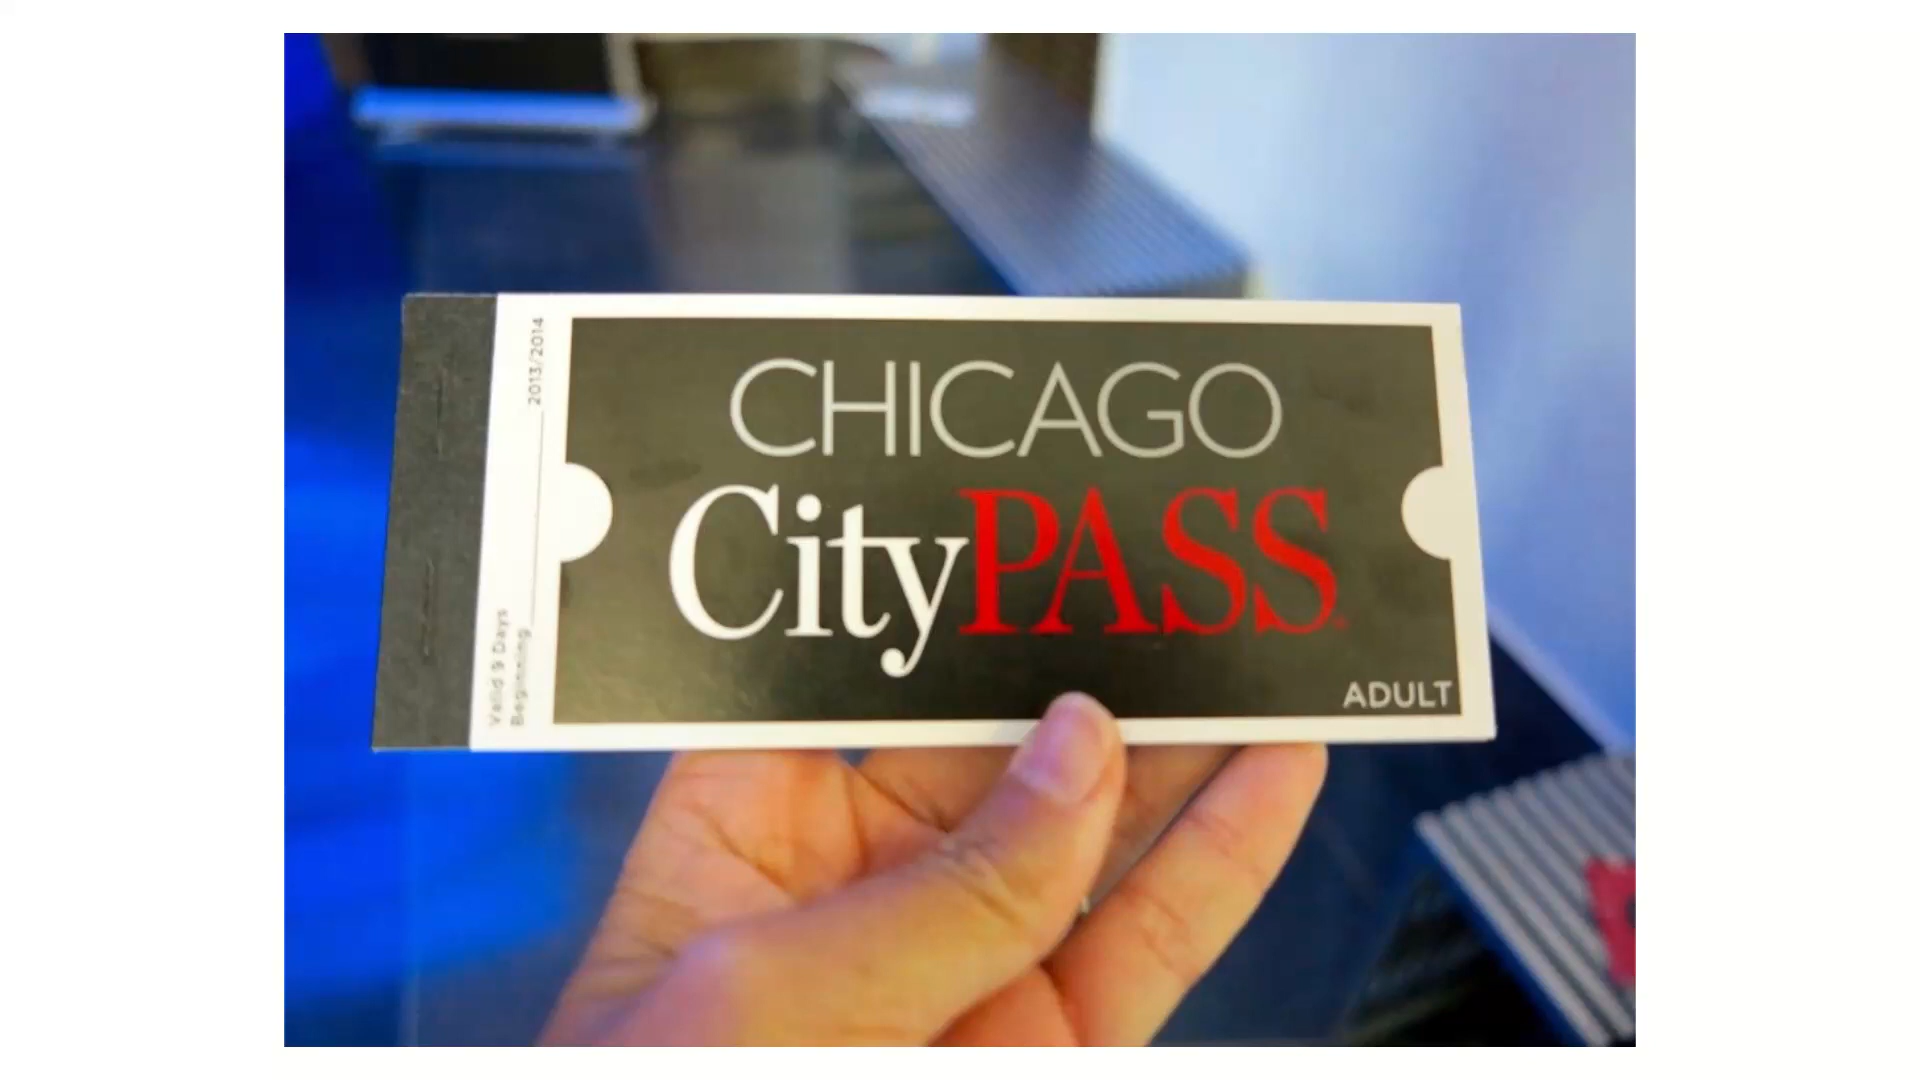 CHICAGO
CityPASS
ADULT
Valid 9 Days
Beginning 2013/2014